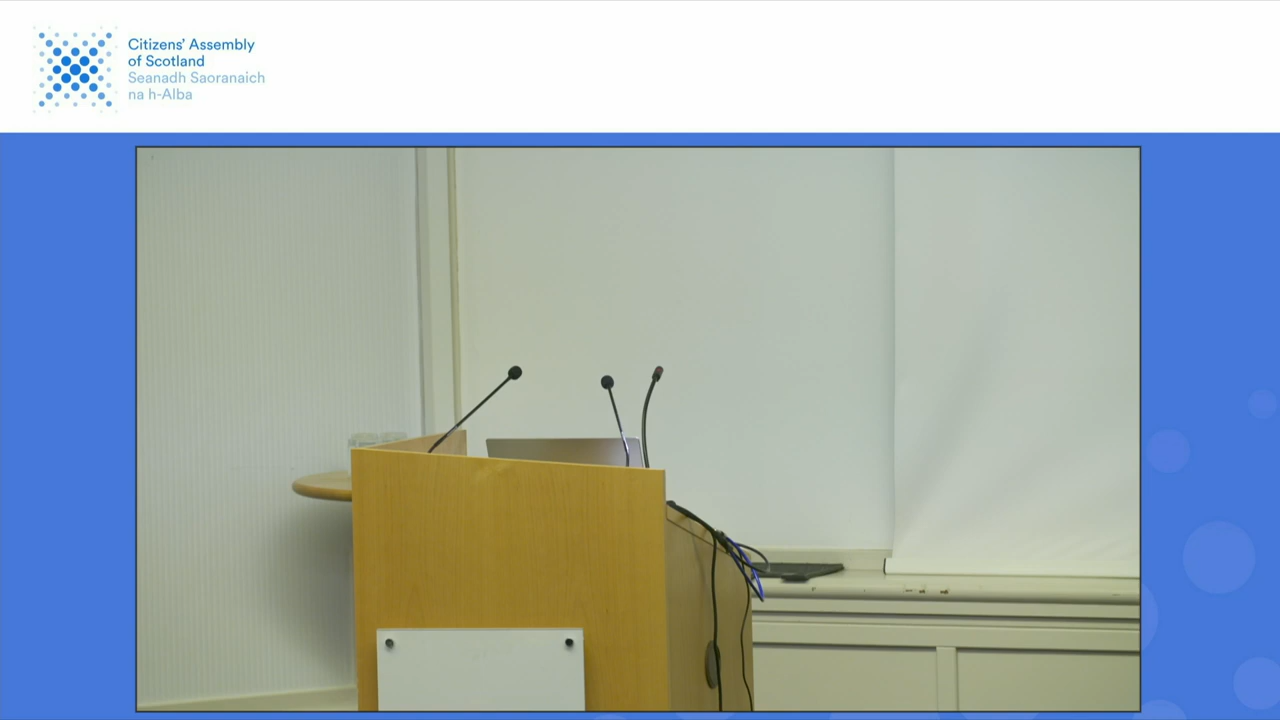 Citizens’ Assembly
of Scotland
Seanadh Saoranaich
na h-Alba